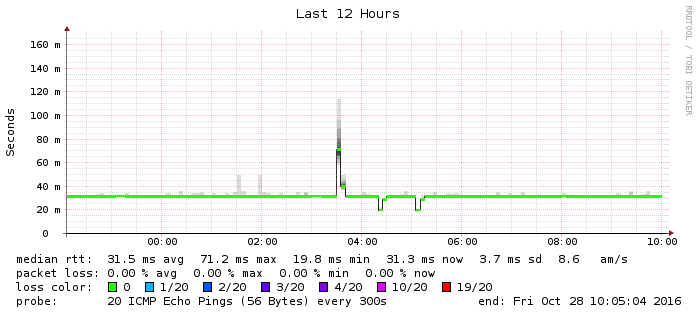 Last 12 Hours
RRDTOOL / TOBI OETIKER
Seconds
160 m
140 m
120 m
100 m
80 m
60 m
40 m
20 m
0
00:00 02:00 04:00 06:00 08:00 10:00
median rtt: 31.5 ms avg 71.2 ms max 19.8 ms min 31.3 ms now 3.7 ms sd 8.6 am/s
packet loss: 0.00 % avg 0.00 % max 0.00 % min 0.00 % now
loss color: 0 1/20 2/20 3/20 4/20 10/20 19/20
probe: 20 ICMP Echo Pings (56 Bytes) every 300s end: Fri Oct 28 10:05:04 2016